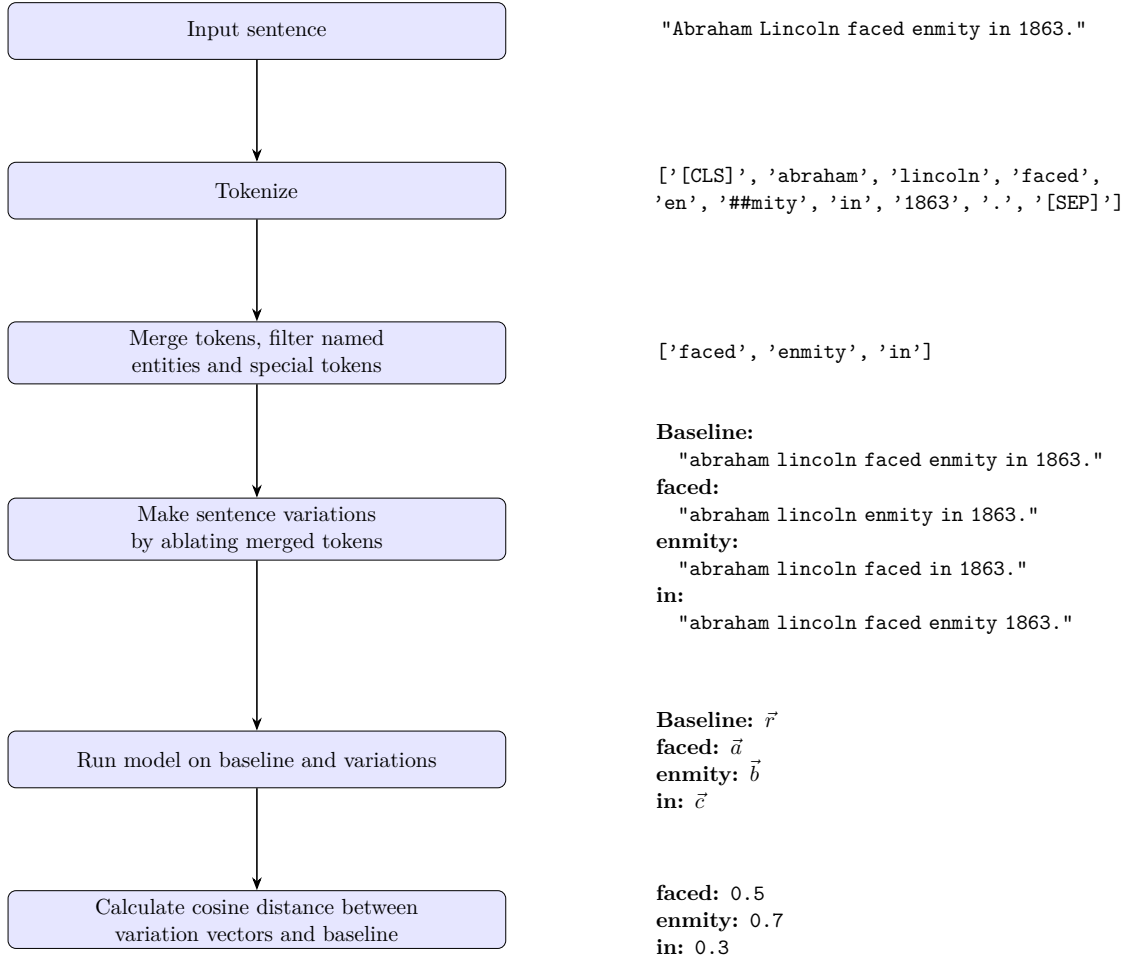 Input sentence
"Abraham Lincoln faced enmity in 1863."
Tokenize
['[CLS]', 'abraham', 'lincoln', 'faced',
'en', '##mity', 'in', '1863', '.', '[SEP]']
Merge tokens, filter named
entities and special tokens
['faced', 'enmity', 'in']
Make sentence variations
by ablating merged tokens
Baseline:
"abraham lincoln faced enmity in 1863."
faced:
"abraham lincoln enmity in 1863."
enmity:
"abraham lincoln faced in 1863."
in:
"abraham lincoln faced enmity 1863."
Run model on baseline and variations
Baseline: r⃗
faced: a⃗
enmity: b⃗
in: c⃗
Calculate cosine distance between
variation vectors and baseline
faced: 0.5
enmity: 0.7
in: 0.3